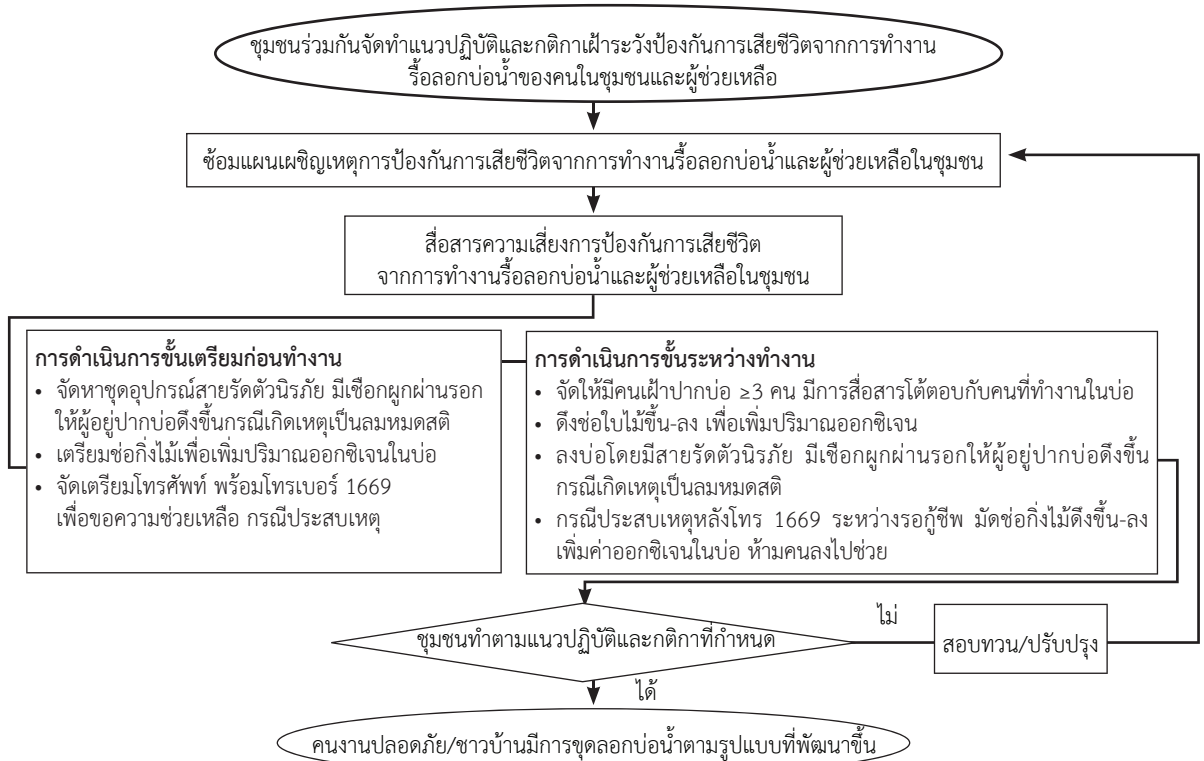 ชุมชนร่วมกันจัดทำแนวปฏิบัติและกติกาเฝ้าระวังป้องกันการเสียชีวิตจากการทำงาน
รื้อลอกบ่อน้ำของคนในชุมชนและผู้ช่วยเหลือ
ซ้อมแผนเผชิญเหตุการป้องกันการเสียชีวิตจากการทำงานรื้อลอกบ่อน้ำและผู้ช่วยเหลือในชุมชน
สื่อสารความเสี่ยงการป้องกันการเสียชีวิต
จากการทำงานรื้อลอกบ่อน้ำและผู้ช่วยเหลือในชุมชน
การดำเนินการขั้นเตรียมก่อนทำงาน
• จัดหาชุดอุปกรณ์สายรัดตัวนิรภัย มีเชือกผูกผ่านรอก
ให้ผู้อยู่ปากบ่อดึงขึ้นกรณีเกิดเหตุเป็นลมหมดสติ
• เตรียมช่อกิ่งไม้เพื่อเพิ่มปริมาณออกซิเจนในบ่อ
• จัดเตรียมโทรศัพท์ พร้อมโทรเบอร์ 1669
เพื่อขอความช่วยเหลือ กรณีประสบเหตุ
การดำเนินการขั้นระหว่างทำงาน
• จัดให้มีคนเฝ้าปากบ่อ ≥3 คน มีการสื่อสารโต้ตอบกับคนที่ทำงานในบ่อ
• ดึงช่อใบไม้ขึ้น-ลง เพื่อเพิ่มปริมาณออกซิเจน
• ลงบ่อโดยมีสายรัดตัวนิรภัย มีเชือกผูกผ่านรอกให้ผู้อยู่ปากบ่อดึงขึ้น
กรณีเกิดเหตุเป็นลมหมดสติ
• กรณีประสบเหตุหลังโทร 1669 ระหว่างรอกู้ชีพ มัดช่อกิ่งไม้ดึงขึ้น-ลง
เพิ่มค่าออกซิเจนในบ่อ ห้ามคนลงไปช่วย
ชุมชนทำตามแนวปฏิบัติและกติกาที่กำหนด
ไม่
สอบทวน/ปรับปรุง
ได้
คนงานปลอดภัย/ชาวบ้านมีการขุดลอกบ่อน้ำตามรูปแบบที่พัฒนาขึ้น